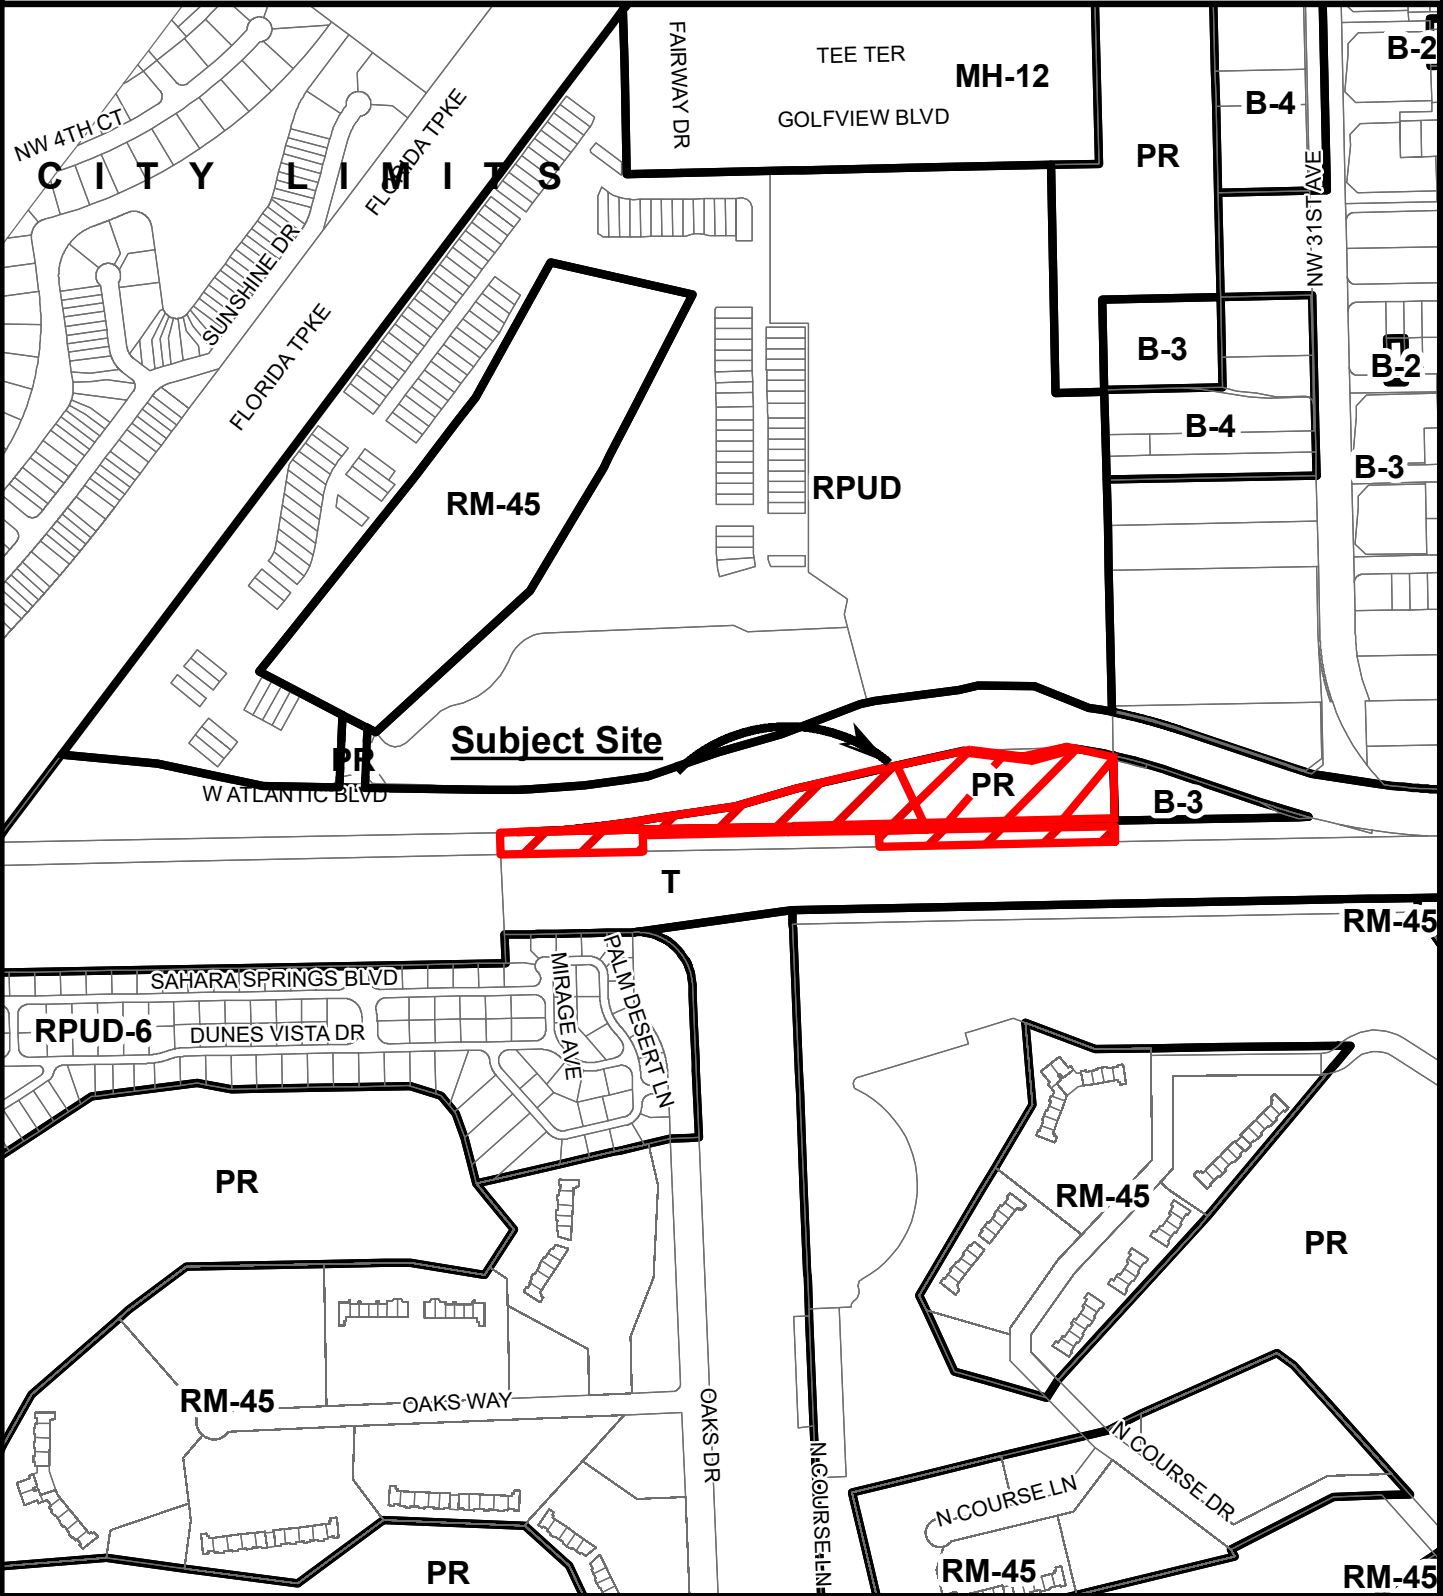 B-2
FAIRWAY DR
TEE TER
MH-12
B-4
GOLFVIEW BLVD
NW 4TH CT
FLORIDA TPKE
PR
CITY LIMITS
NW 31ST AVE
SUNSHINE DR
FLORIDA TPKE
B-3
B-2
B-4
B-3
RM-45
RPUD
Subject Site
PR
W ATLANTIC BLVD
PR
B-3
T
RM-45
SAHARA SPRINGS BLVD
MIRAGE AVE
PALM DESERT LN
RPUD-6
DUNES VISTA DR
PR
RM-45
PR
RM-45
OAKS WAY
OAKS DR
N COURSE LN
N COURSE DR
N COURSE LN
PR
RM-45
RM-45